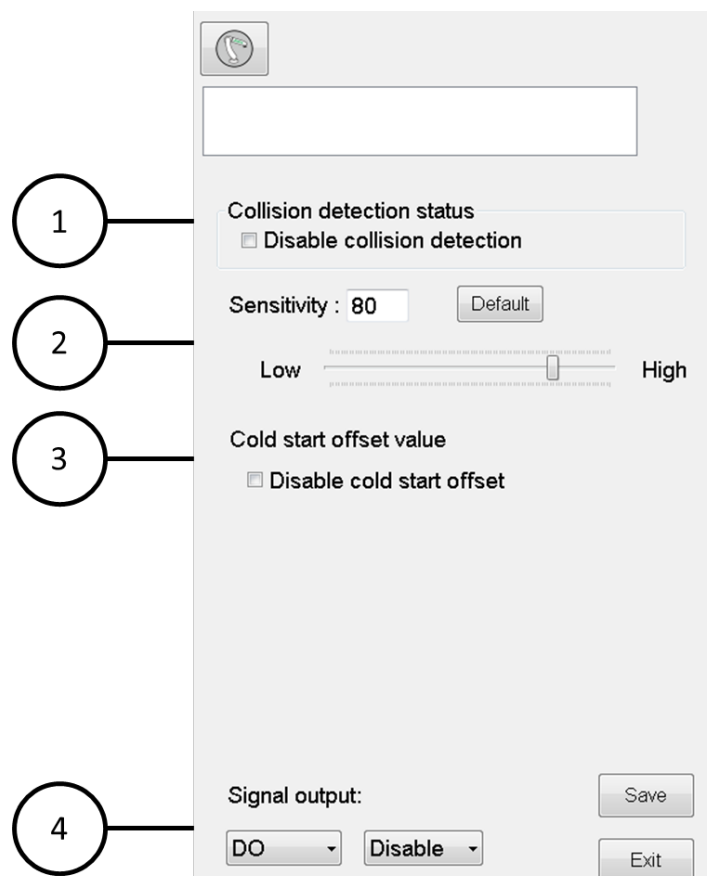 1
Collision detection status
Disable collision detection
2
Sensitivity : 80 Default
Low High
3
Cold start offset value
Disable cold start offset
4
Signal output: Save
DO Disable Exit